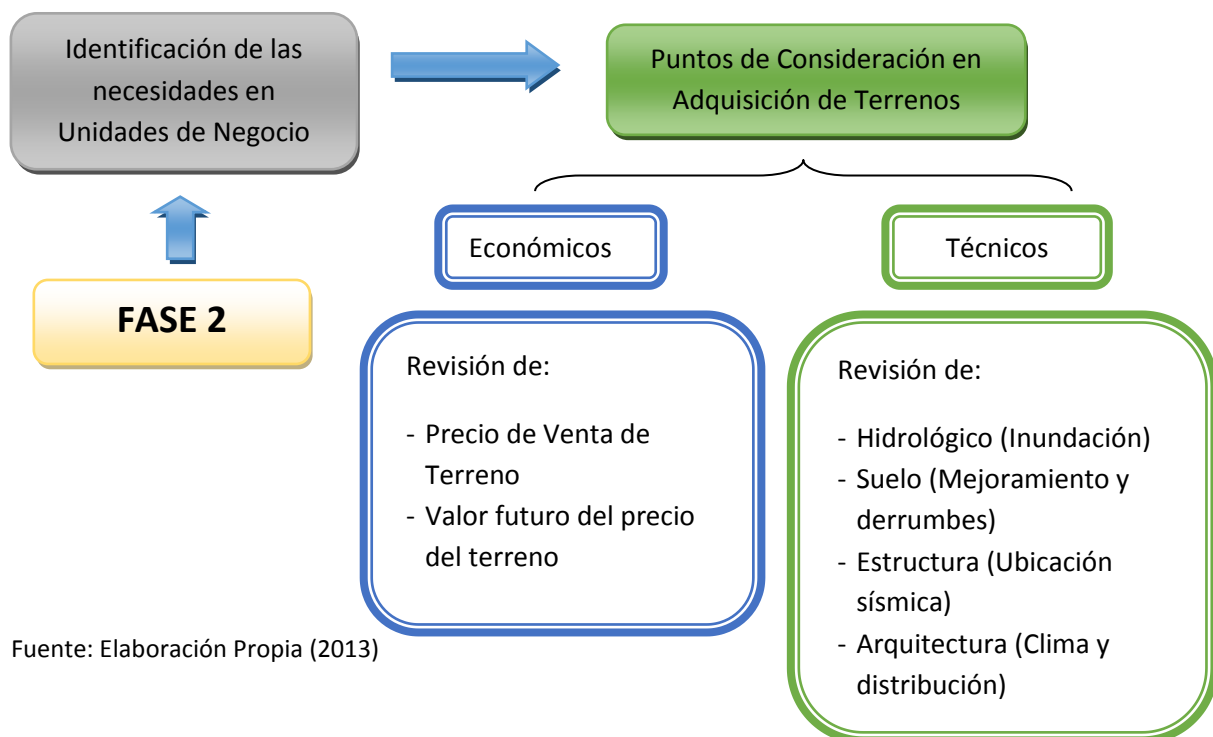 Identificación de las
necesidades en
Unidades de Negocio
Puntos de Consideración en
Adquisición de Terrenos
FASE 2
Económicos
Técnicos
Revisión de:
- Precio de Venta de
Terreno
- Valor futuro del precio
del terreno
Revisión de:
- Hidrológico (Inundación)
- Suelo (Mejoramiento y
derrumbes)
- Estructura (Ubicación
sísmica)
- Arquitectura (Clima y
distribución)
Fuente: Elaboración Propia (2013)